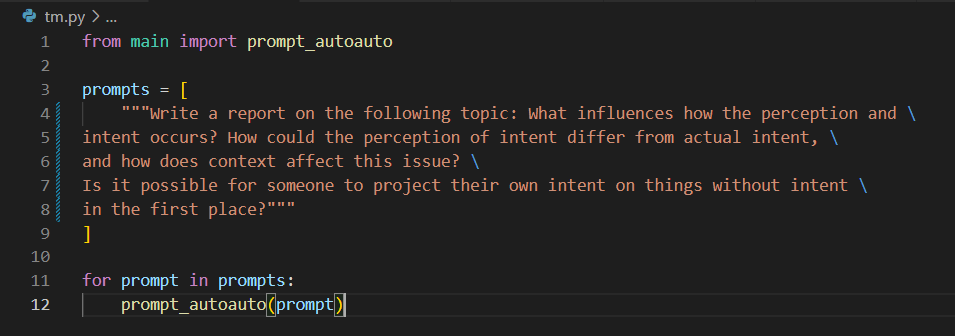 tm.py > ...
1 from main import prompt_autoauto
2
3 prompts = [
4     """Write a report on the following topic: What influences how the perception and \
5 intent occurs? How could the perception of intent differ from actual intent, \
6 and how does context affect this issue? \
7 Is it possible for someone to project their own intent on things without intent \
8 in the first place?"""
9 ]
10
11 for prompt in prompts:
12     prompt_autoauto(prompt)